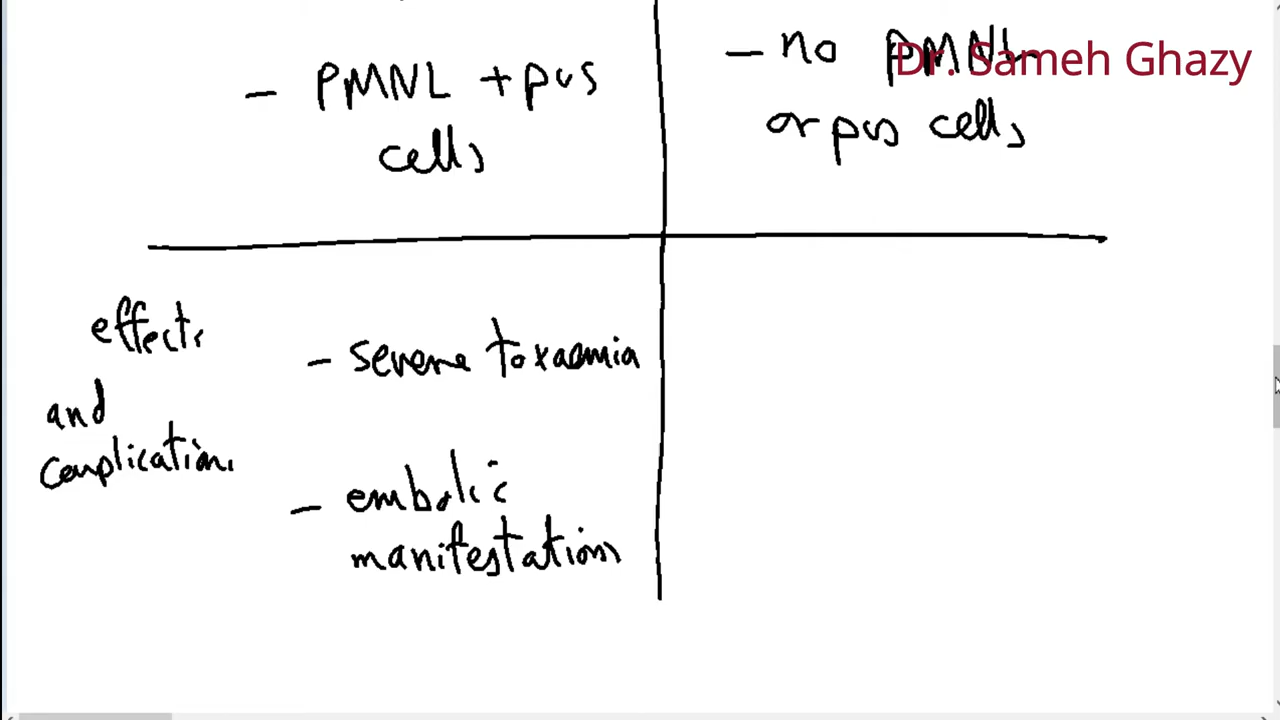 - PMNL + pus
cells
- no PMNL
or pus cells
Dr. Sameh Ghazy
effects
and
complications
- severe toxaemia
- embolic
manifestations